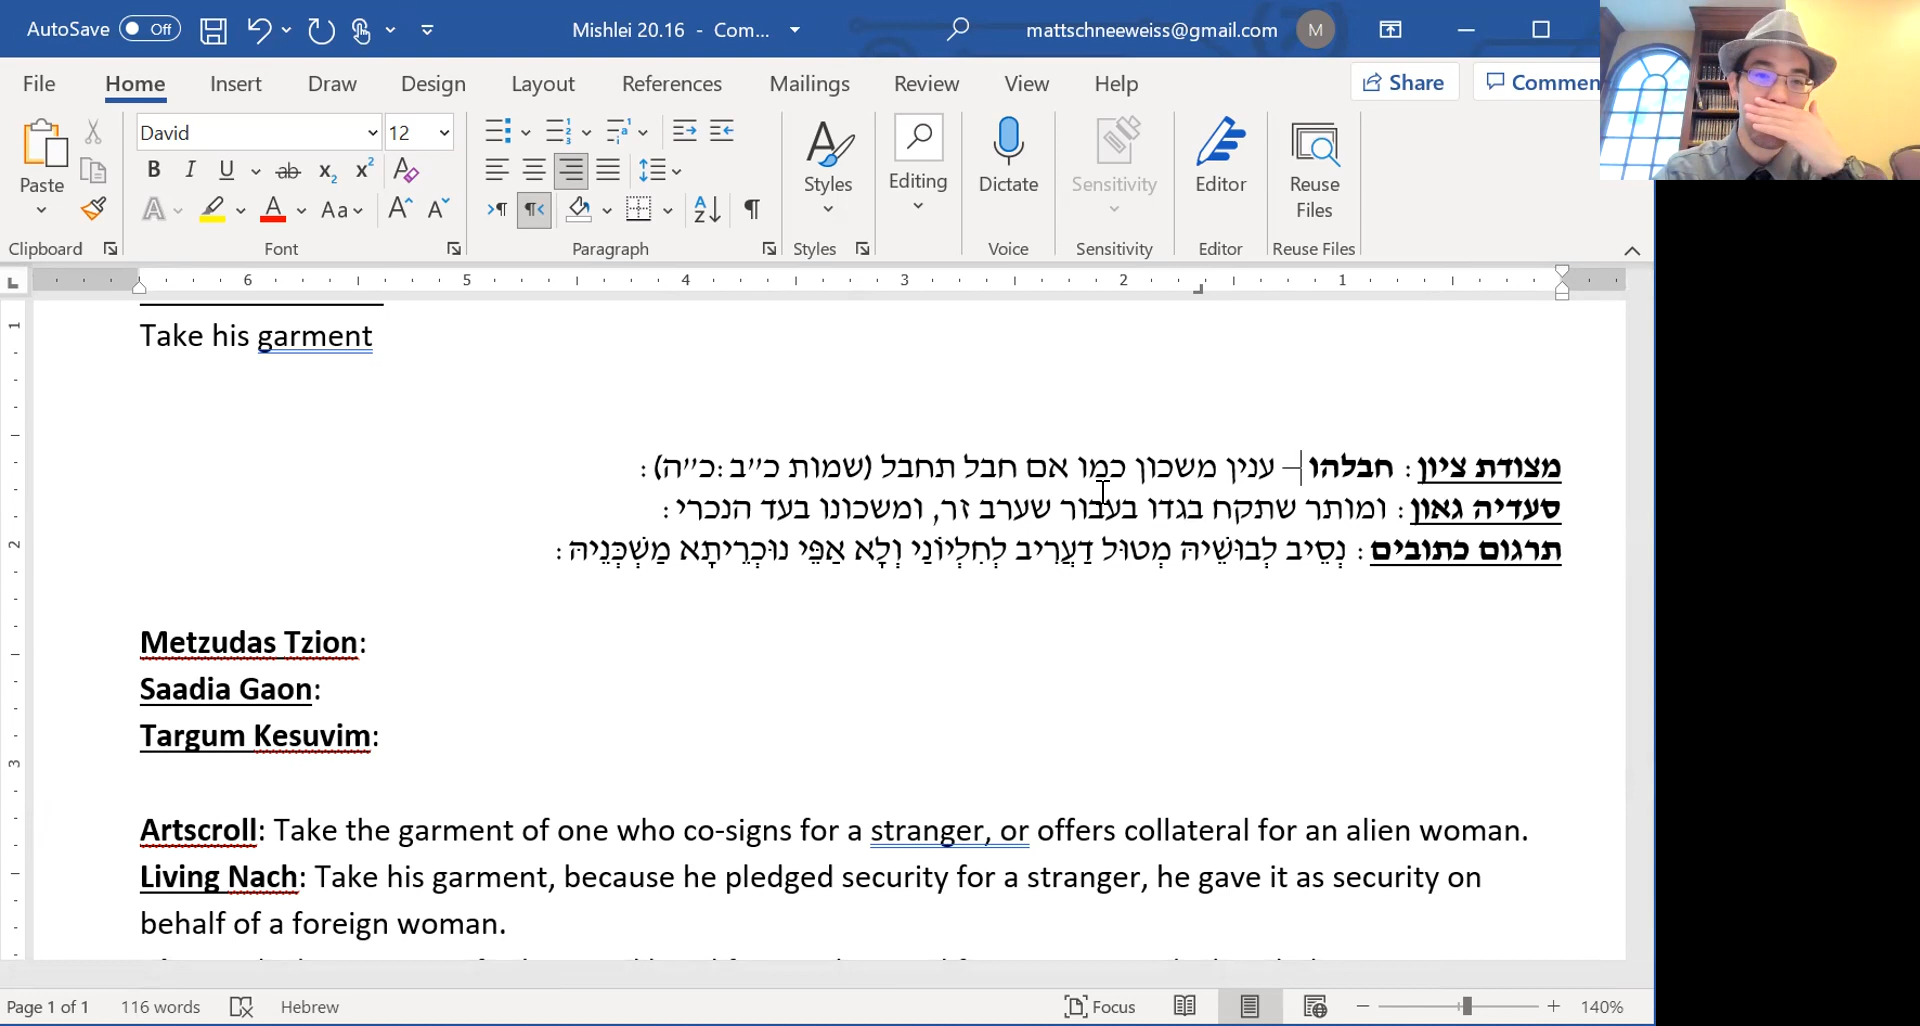 AutoSave Off Mishlei 20.16 - Com... mattschneeweiss@gmail.com M
File Home Insert Draw Design Layout References Mailings Review View Help Share Commen
Paste David 12 Styles Editing Dictate Sensitivity Editor Reuse Files
Clipboard Font Paragraph Styles Voice Sensitivity Editor Reuse Files
6 5 4 3 2 1
Take his garment
מצודת ציון: חבלהו – ענין משכון כמו אם חבל תחבל (שמות כ״ב:כ״ה):
סעדיה גאון: ומותר שתקח בגדו בעבור שערב זר, ומשכונו בעד הנכרי:
תרגום כתובים: נְסֵיב לְבוּשֵׁיהּ מְטוּל דַעֲרִיב לְחִלְיוֹנַי וְלָא אַפֵּי נוּכְרֵיתָא מַשְׁכְּנֵיהּ:
Metzudas Tzion:
Saadia Gaon:
Targum Kesuvim:
Artscroll: Take the garment of one who co-signs for a stranger, or offers collateral for an alien woman.
Living Nach: Take his garment, because he pledged security for a stranger, he gave it as security on
behalf of a foreign woman.
Page 1 of 1 116 words Hebrew Focus 140%